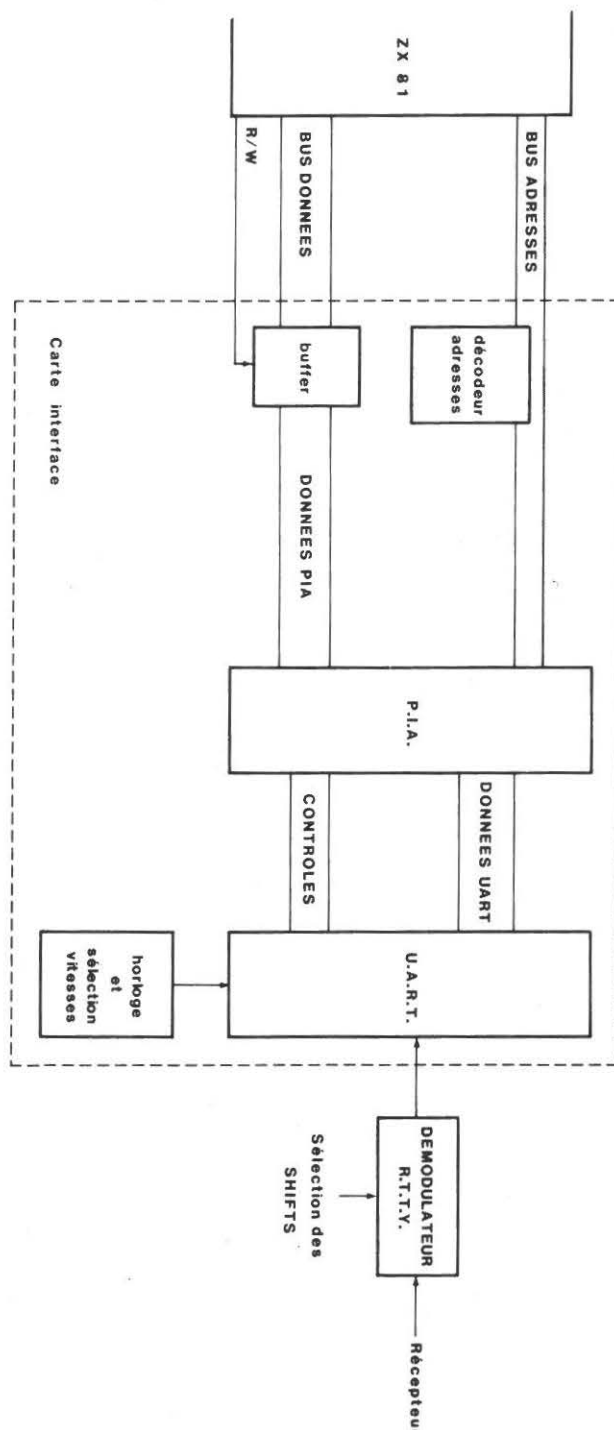 ZX 81
BUS ADRESSES
BUS DONNEES
R/W
décodeur
adresses
buffer
Carte interface
DONNEES PIA
P.I.A.
DONNEES UART
CONTROLES
U.A.R.T.
horloge
et
sélection
vitesses
DEMODULATEUR
R.T.T.Y.
Sélection des
SHIFTS
Récepteu